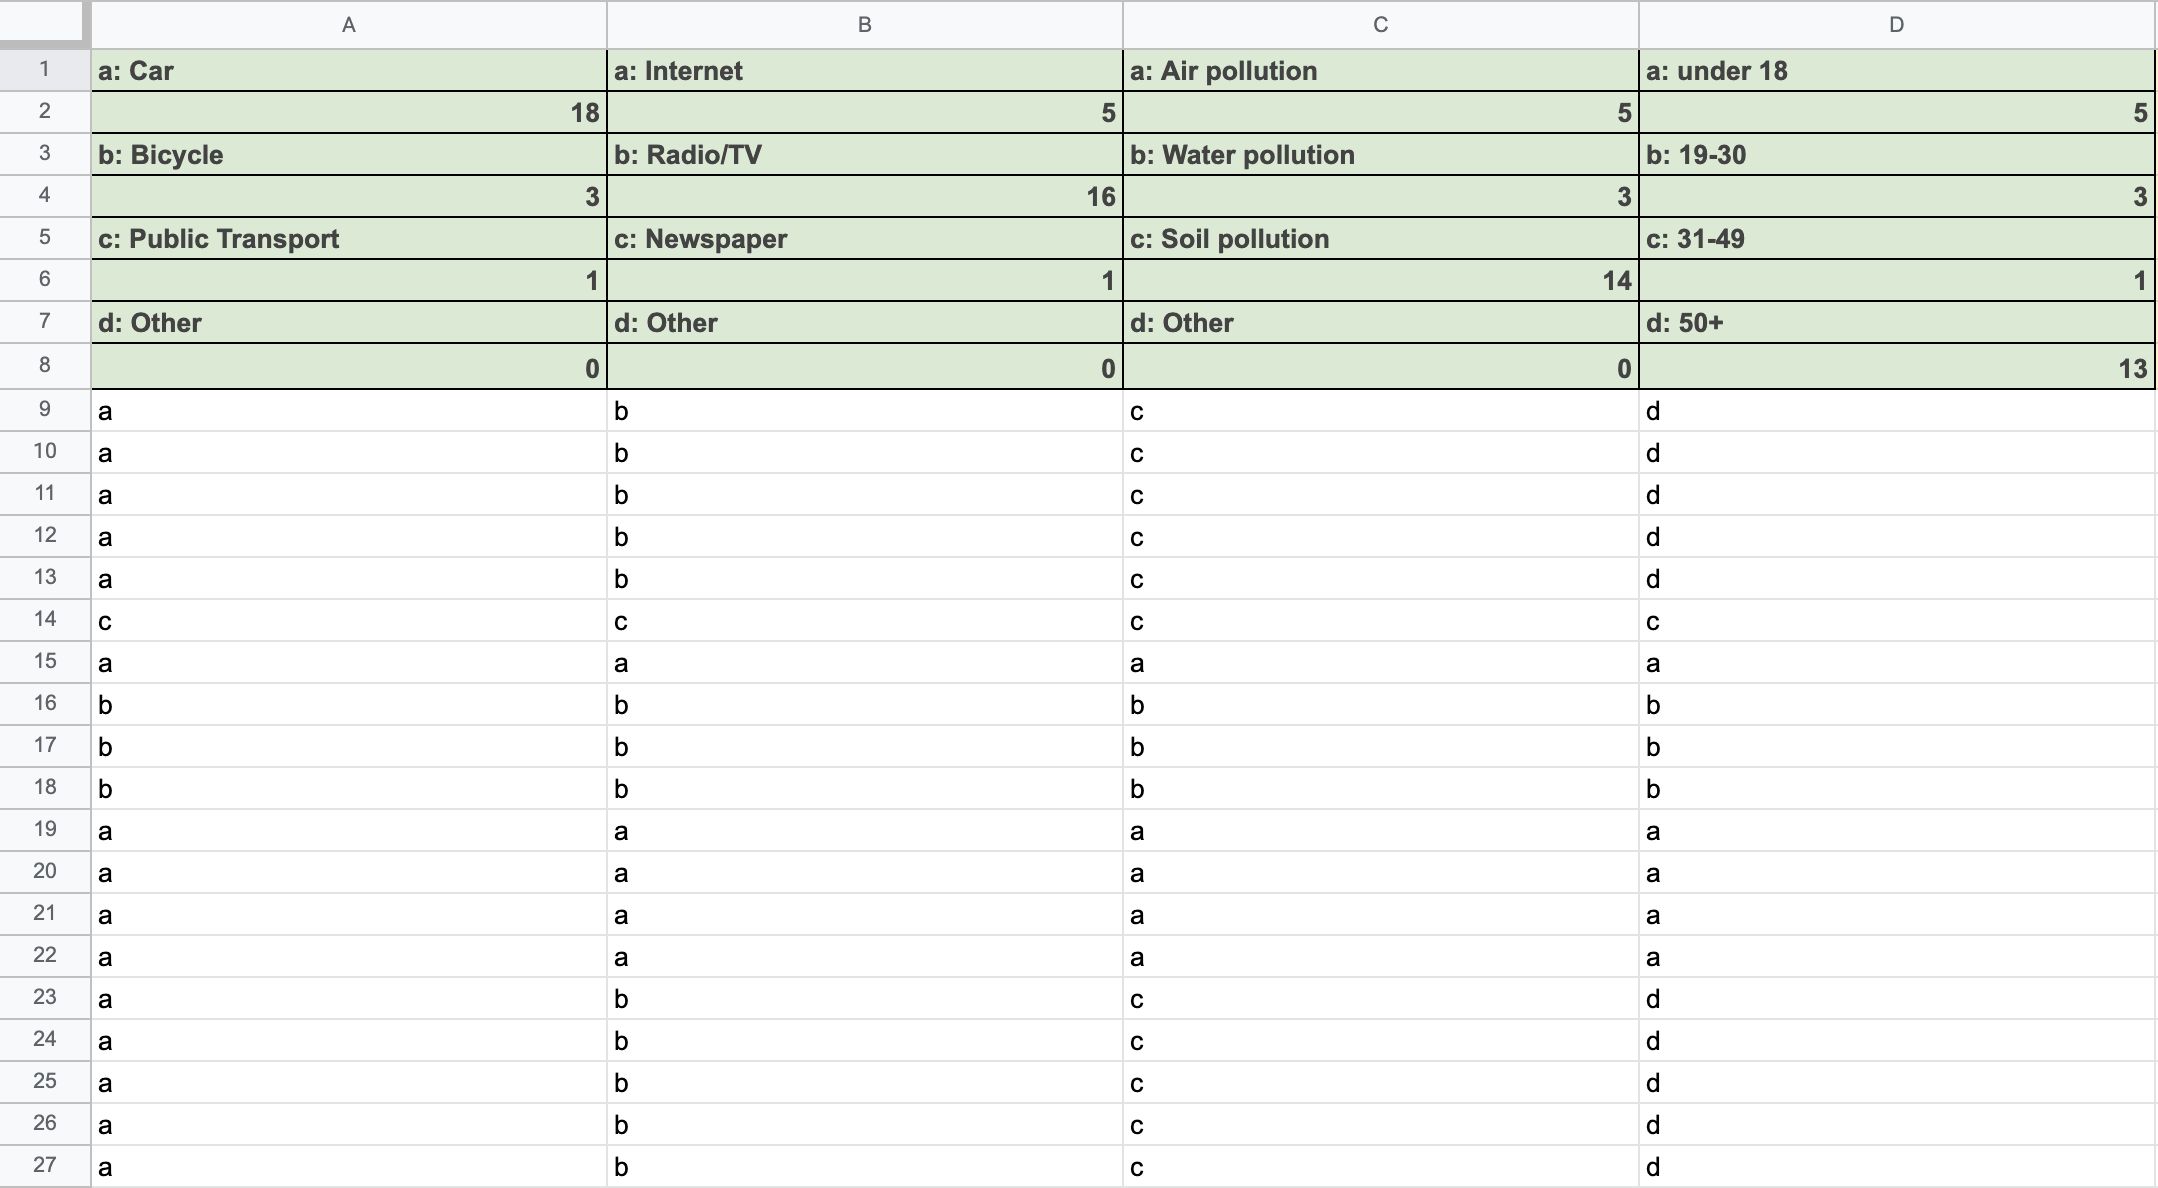 A B C D
1 a: Car a: Internet a: Air pollution a: under 18
2 18 5 5 5
3 b: Bicycle b: Radio/TV b: Water pollution b: 19-30
4 3 16 3 3
5 c: Public Transport c: Newspaper c: Soil pollution c: 31-49
6 1 1 14 1
7 d: Other d: Other d: Other d: 50+
8 0 0 0 13
9 a b c d
10 a b c d
11 a b c d
12 a b c d
13 a b c d
14 c c c c
15 a a a a
16 b b b b
17 b b b b
18 b b b b
19 a a a a
20 a a a a
21 a a a a
22 a a a a
23 a b c d
24 a b c d
25 a b c d
26 a b c d
27 a b c d